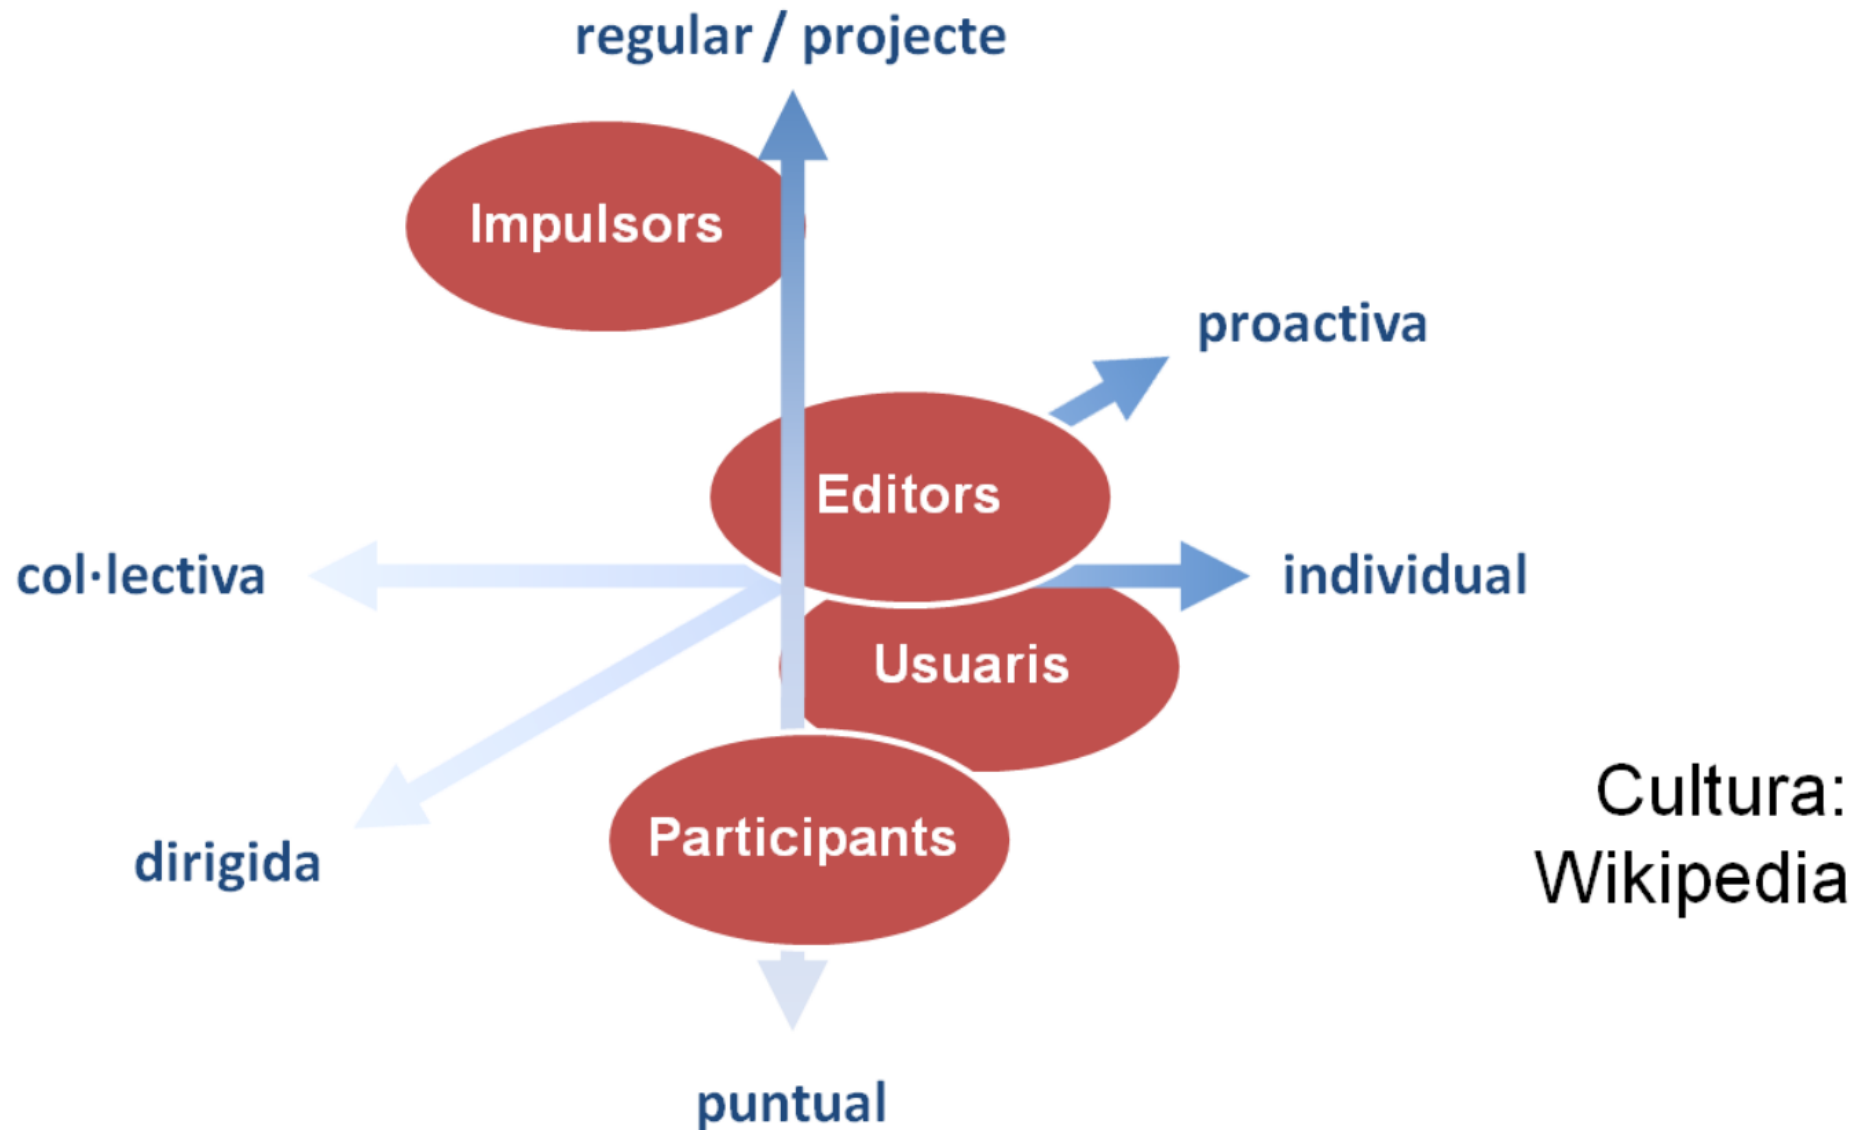 regular / projecte
Impulsors
proactiva
Editors
col·lectiva
individual
Usuaris
Cultura:
Wikipedia
Participants
dirigida
puntual